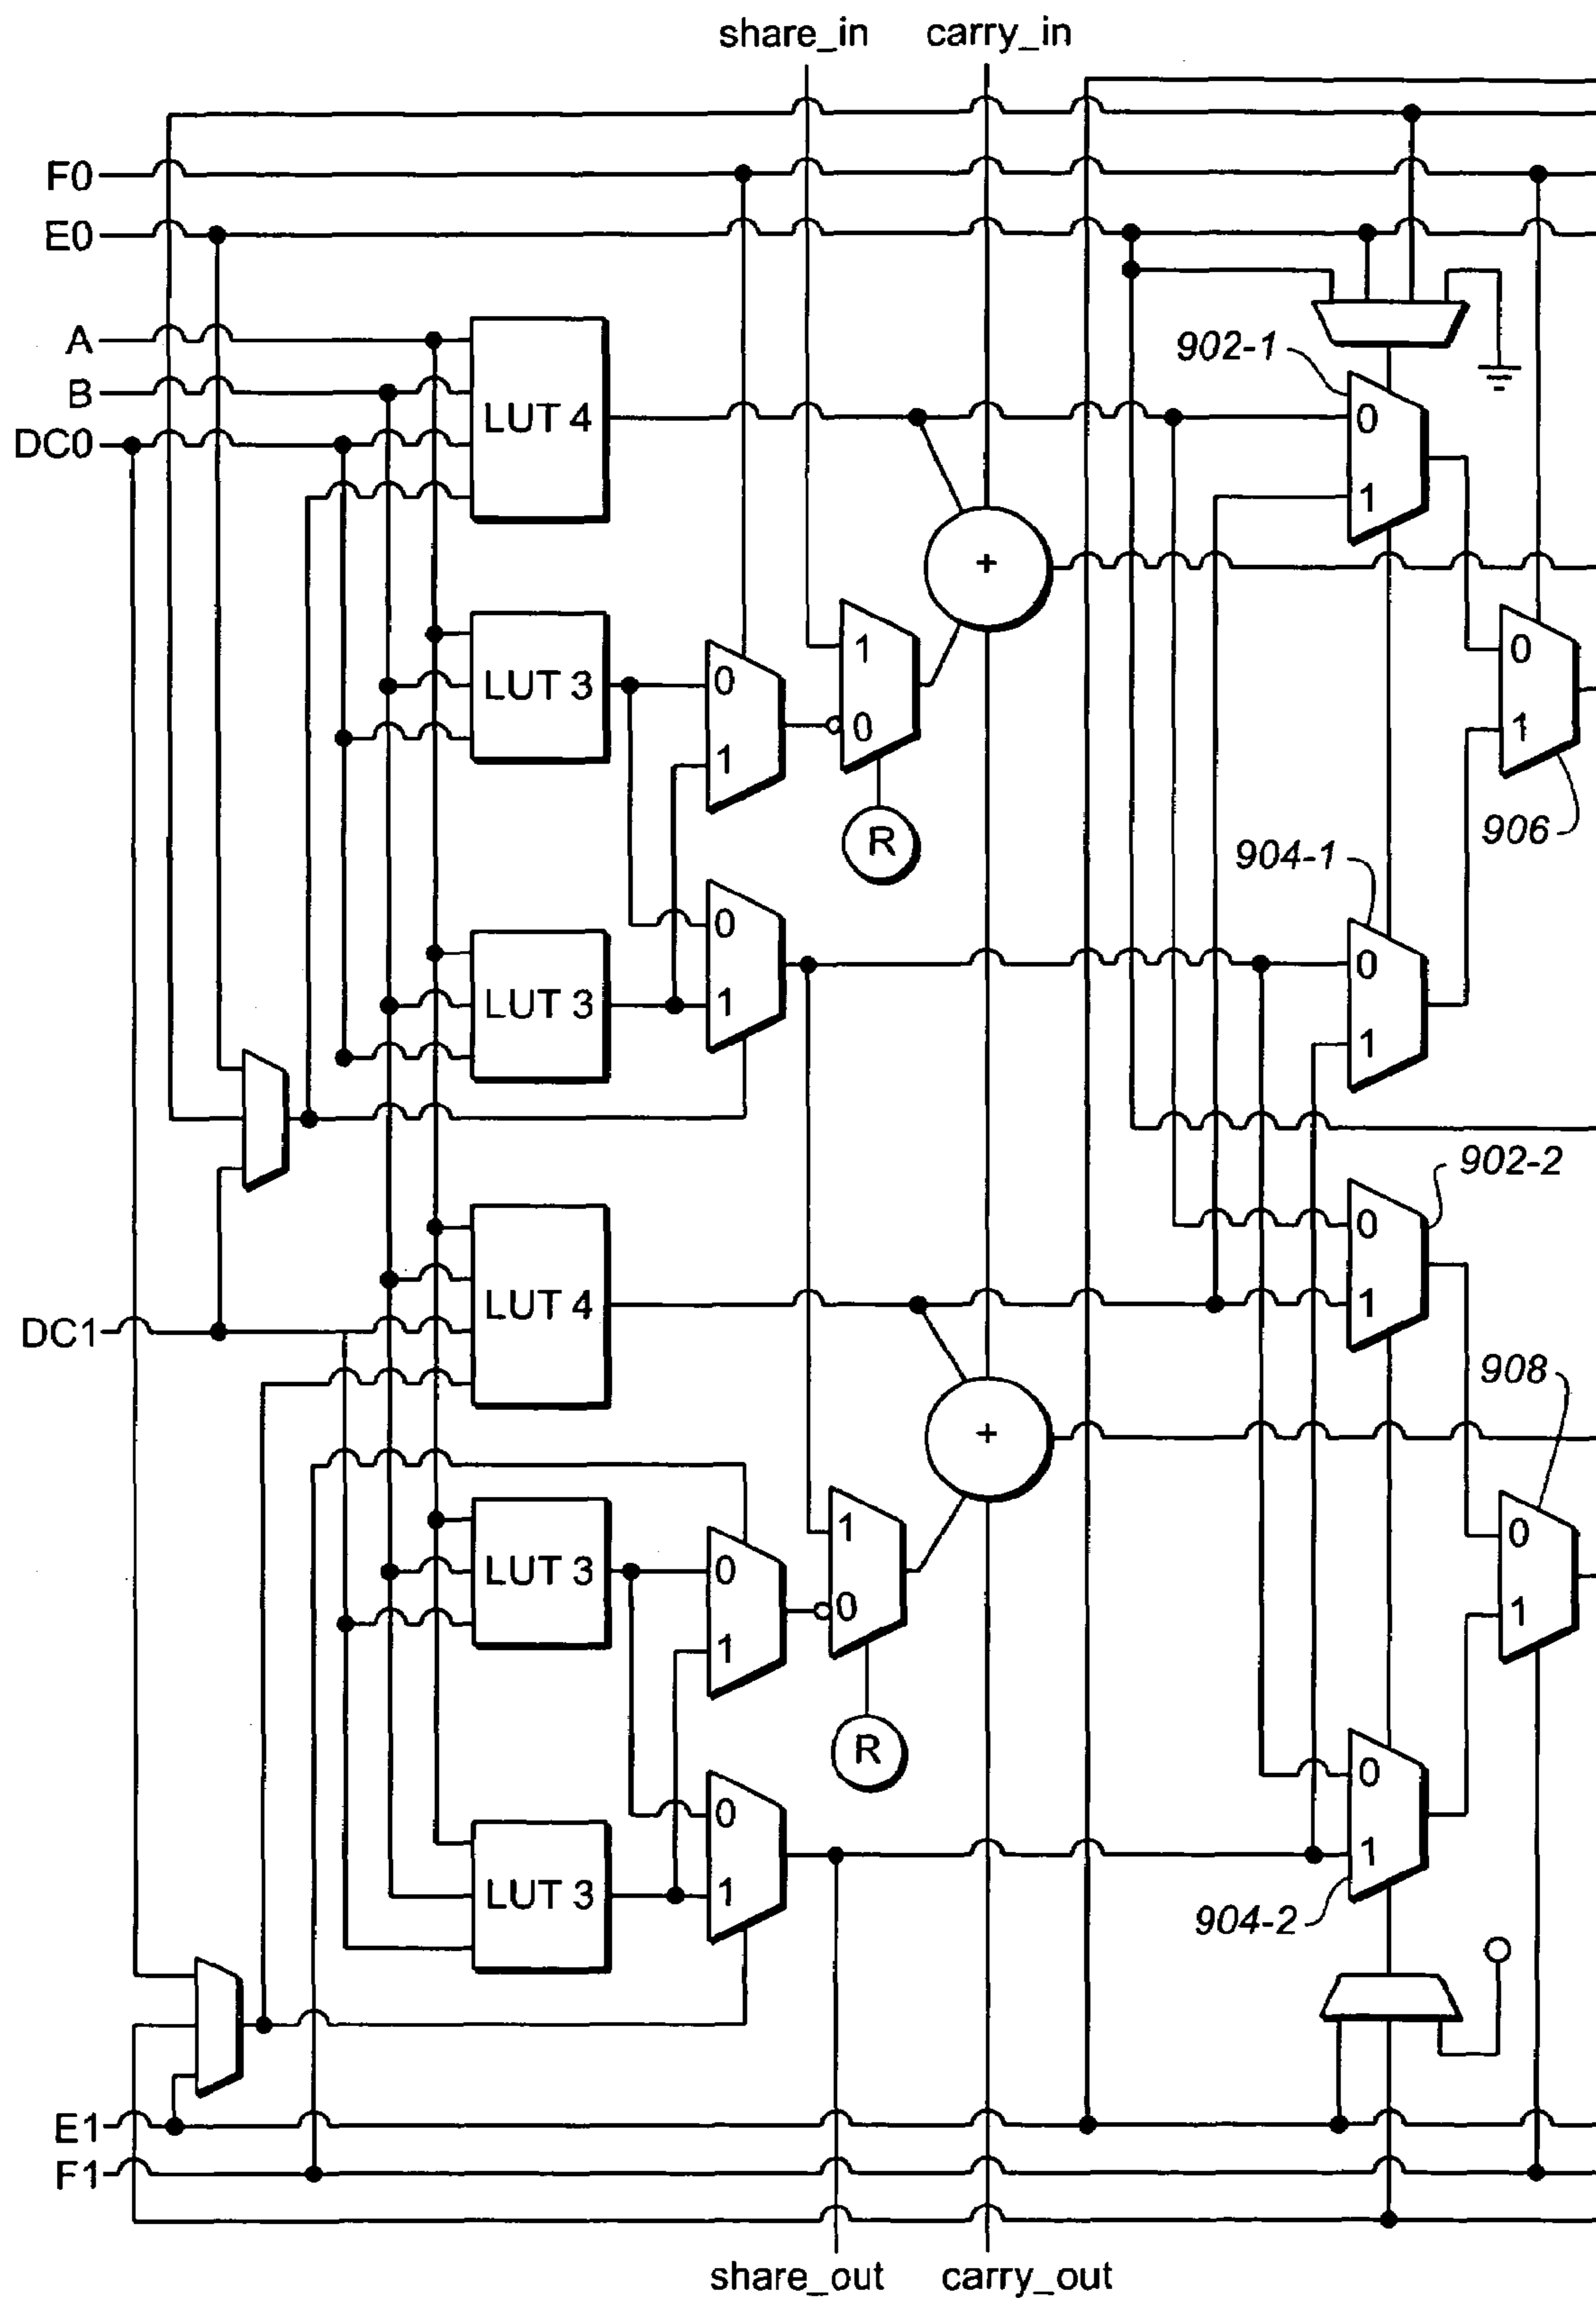 share_in carry_in
F0
E0
A
B
DC0
LUT 4
902-1
0
1
+
LUT 3
0
1
1
0
R
0
1
906
904-1
LUT 3
0
1
0
1
902-2
LUT 4
0
1
DC1
908
+
LUT 3
0
1
1
0
R
0
1
LUT 3
0
1
0
1
904-2
E1
F1
share_out carry_out